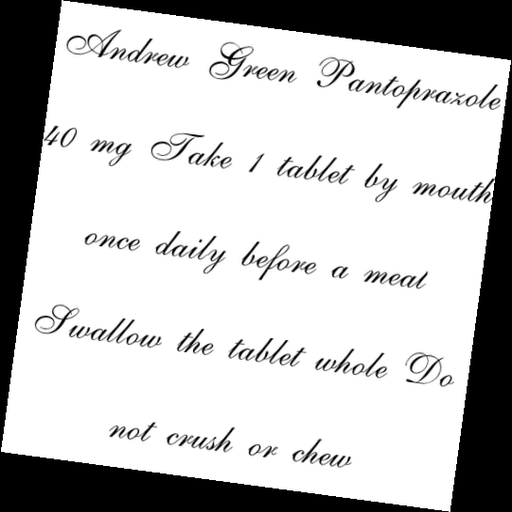 Andrew Green Pantoprazole
40 mg Take 1 tablet by mouth
once daily before a meal
Swallow the tablet whole Do
not crush or chew